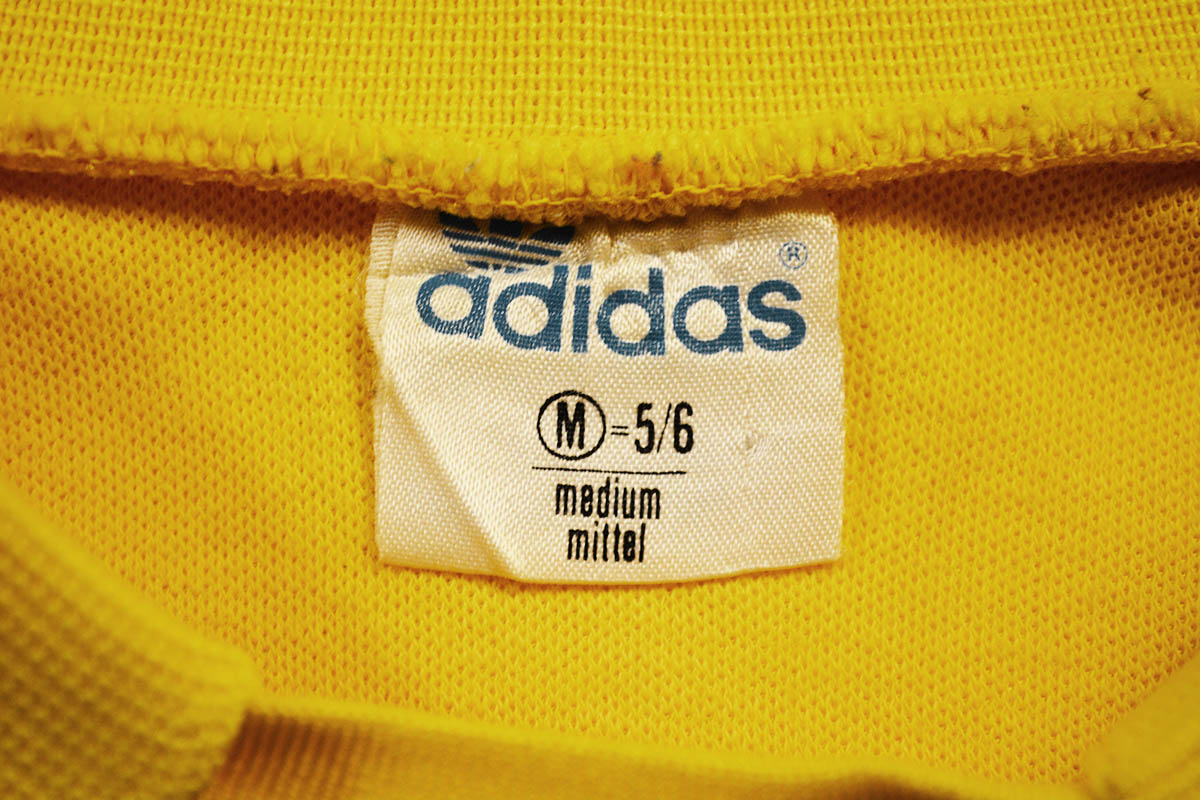 adidas ®
M = 5/6
medium
mittel